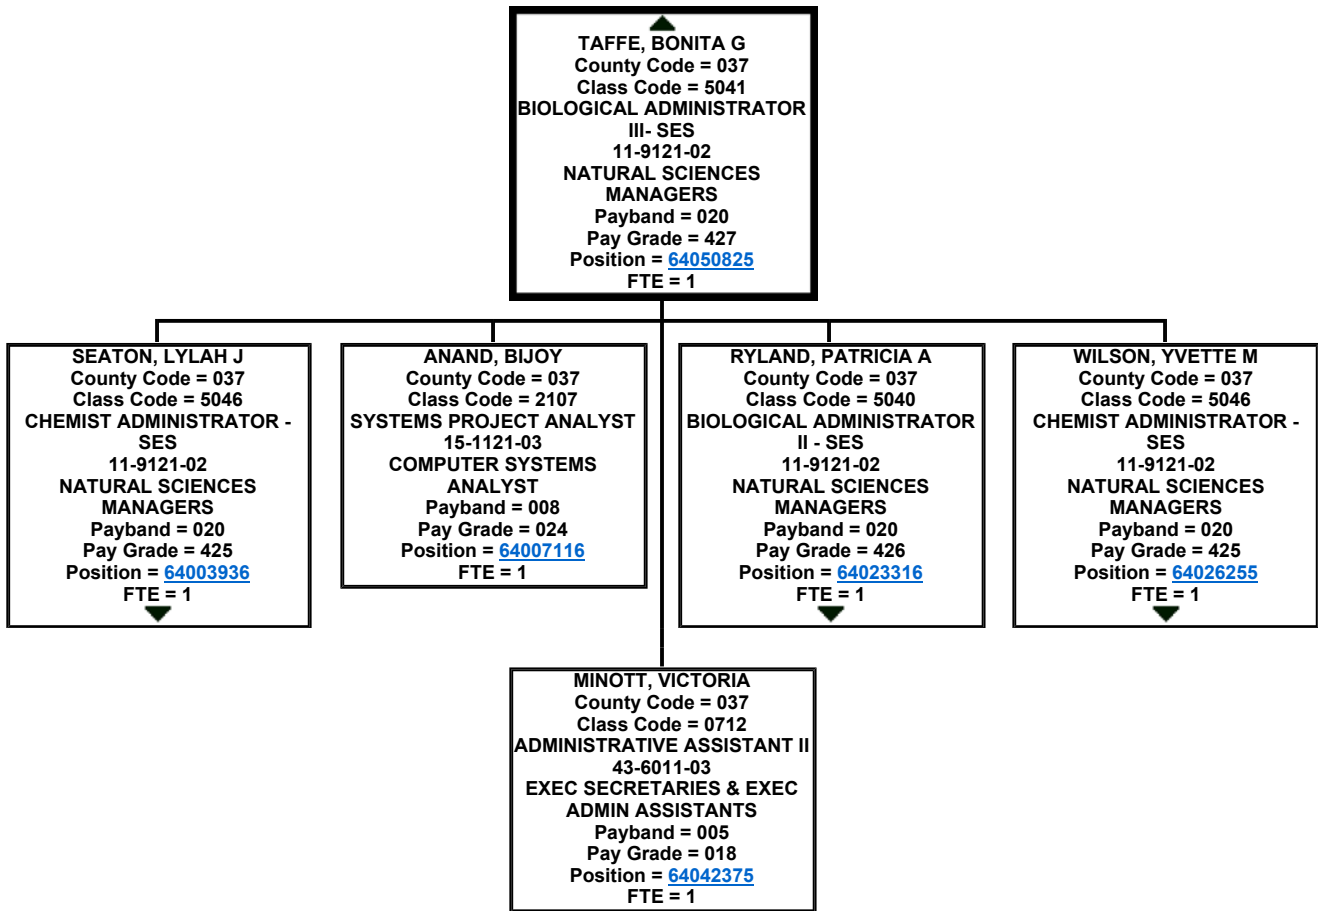 TAFFE, BONITA G
County Code = 037
Class Code = 5041
BIOLOGICAL ADMINISTRATOR
III- SES
11-9121-02
NATURAL SCIENCES
MANAGERS
Payband = 020
Pay Grade = 427
Position = 64050825
FTE = 1
SEATON, LYLAH J
County Code = 037
Class Code = 5046
CHEMIST ADMINISTRATOR -
SES
11-9121-02
NATURAL SCIENCES
MANAGERS
Payband = 020
Pay Grade = 425
Position = 64003936
FTE = 1
ANAND, BIJOY
County Code = 037
Class Code = 2107
SYSTEMS PROJECT ANALYST
15-1121-03
COMPUTER SYSTEMS
ANALYST
Payband = 008
Pay Grade = 024
Position = 64007116
FTE = 1
RYLAND, PATRICIA A
County Code = 037
Class Code = 5040
BIOLOGICAL ADMINISTRATOR
II - SES
11-9121-02
NATURAL SCIENCES
MANAGERS
Payband = 020
Pay Grade = 426
Position = 64023316
FTE = 1
WILSON, YVETTE M
County Code = 037
Class Code = 5046
CHEMIST ADMINISTRATOR -
SES
11-9121-02
NATURAL SCIENCES
MANAGERS
Payband = 020
Pay Grade = 425
Position = 64026255
FTE = 1
MINOTT, VICTORIA
County Code = 037
Class Code = 0712
ADMINISTRATIVE ASSISTANT II
43-6011-03
EXEC SECRETARIES & EXEC
ADMIN ASSISTANTS
Payband = 005
Pay Grade = 018
Position = 64042375
FTE = 1